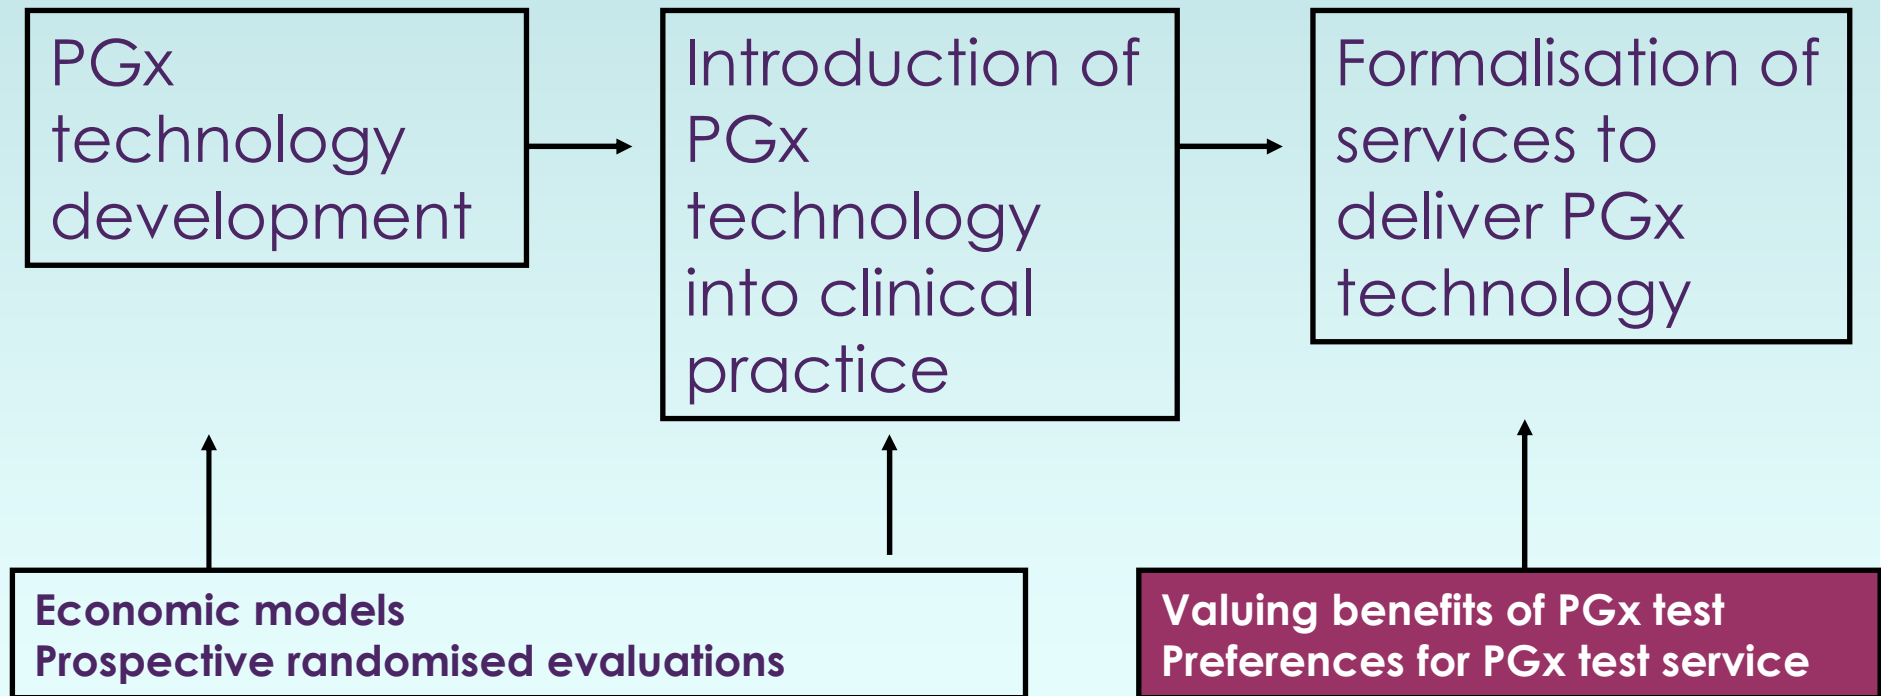 PGx
technology
development
Introduction of
PGx
technology
into clinical
practice
Formalisation of
services to
deliver PGx
technology
Economic models
Prospective randomised evaluations
Valuing benefits of PGx test
Preferences for PGx test service